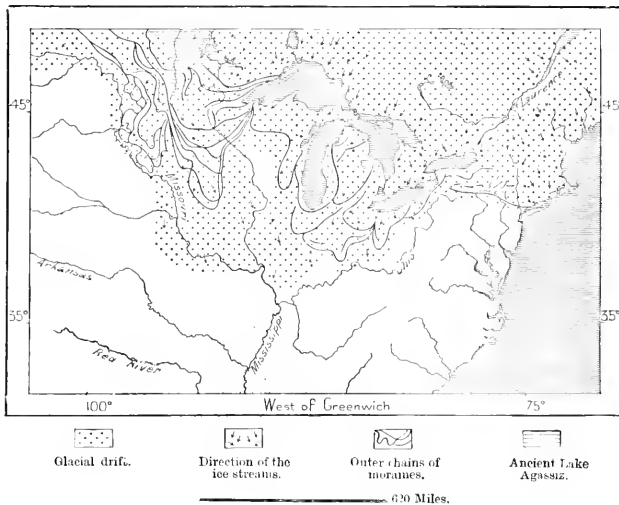 45°
45°
Missouri
St. Lawrence
Arkansas
35°
35°
Mississippi
Red River
100° West of Greenwich 75°
Glacial drift. Direction of the ice streams. Outer chains of moraines. Ancient Lake Agassiz.
620 Miles.